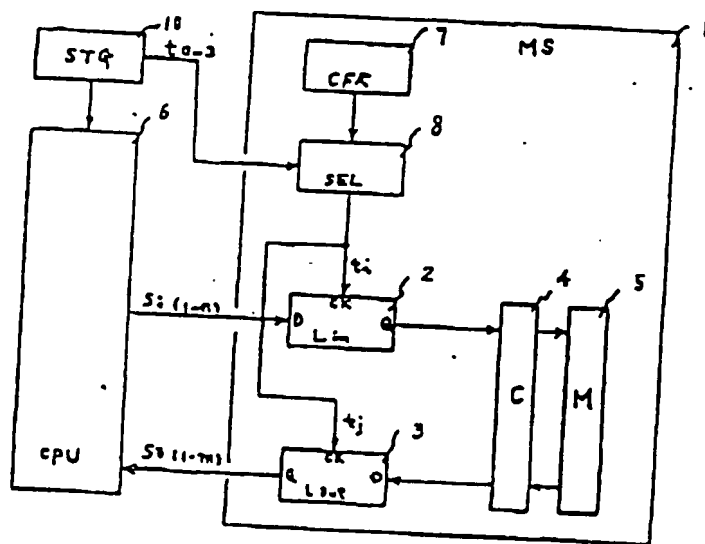 10
STG
t0-3
7
MS
1
CFR
6
8
SEL
ti
2
4
5
Si (1-n)
CK
D
Q
Lin
C
M
tj
3
CPU
So (1-m)
CK
Q
D
Lout